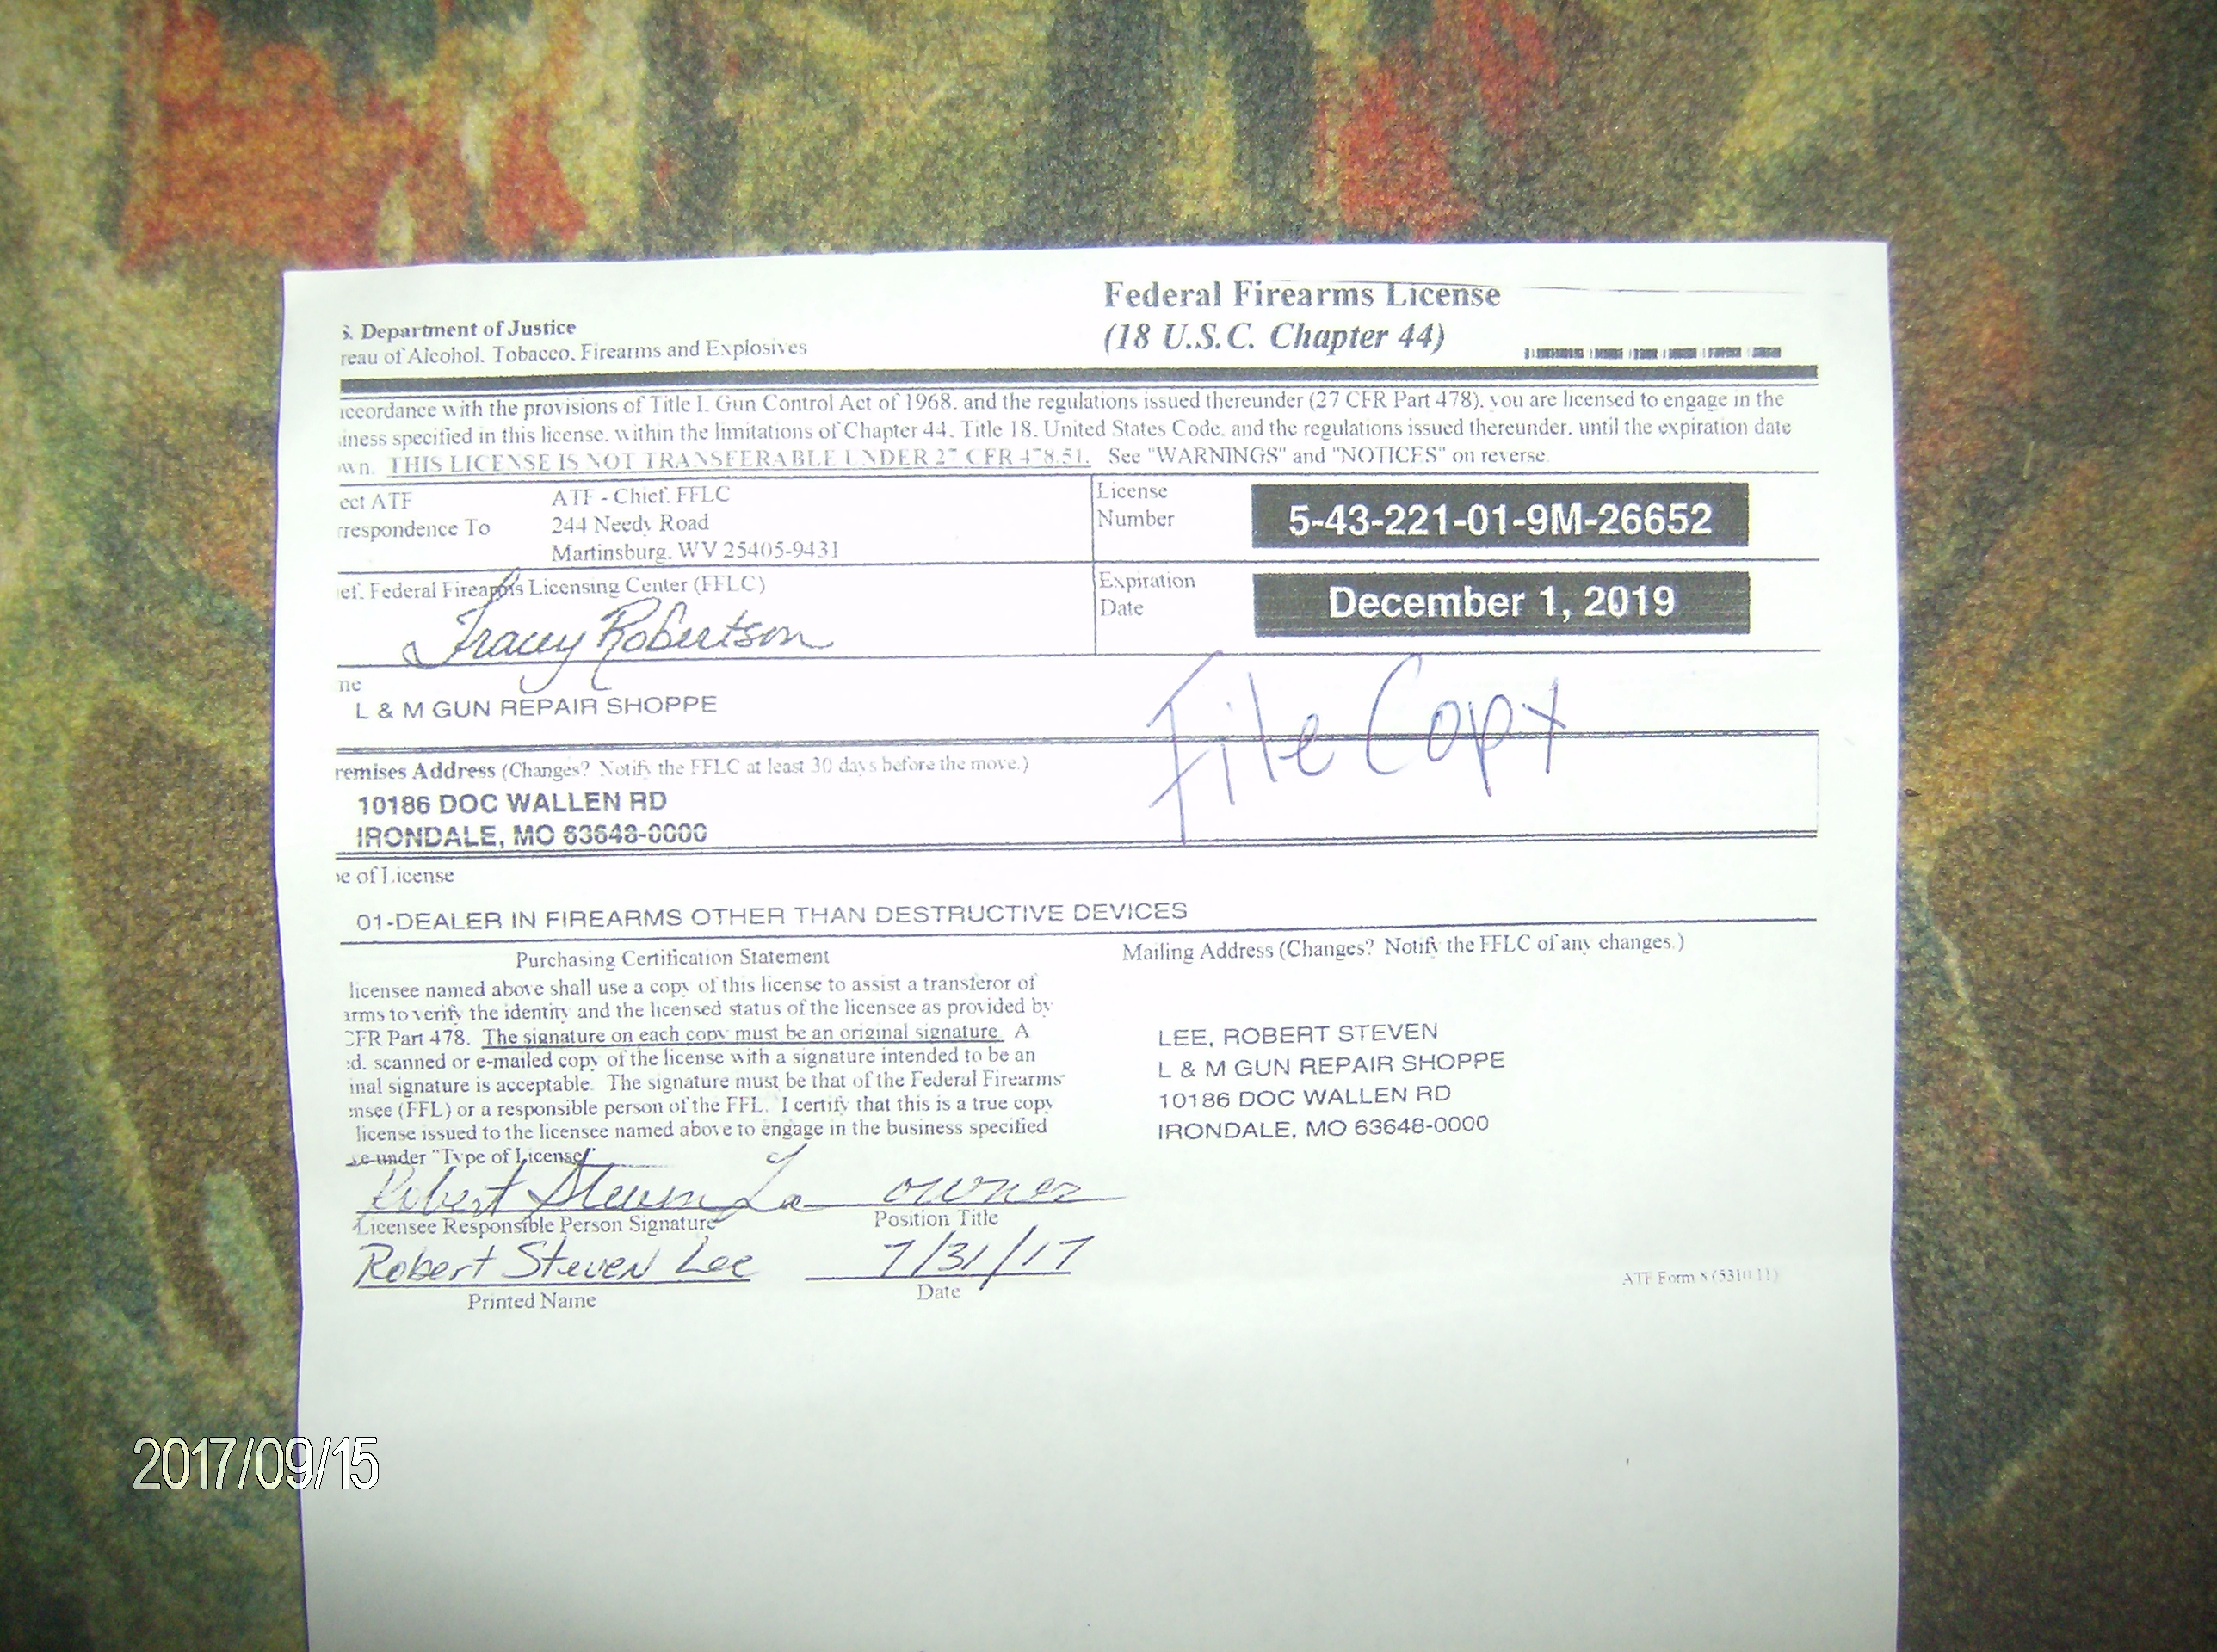 Federal Firearms License
(18 U.S.C. Chapter 44)
S. Department of Justice
reau of Alcohol, Tobacco, Firearms and Explosives
accordance with the provisions of Title I, Gun Control Act of 1968, and the regulations issued thereunder (27 CFR Part 478), you are licensed to engage in the
iness specified in this license, within the limitations of Chapter 44, Title 18, United States Code, and the regulations issued thereunder, until the expiration date
wn. THIS LICENSE IS NOT TRANSFERABLE UNDER 27 CFR 478.51. See "WARNINGS" and "NOTICES" on reverse.
ect ATF
rrespondence To
ATF - Chief, FFLC
244 Needy Road
Martinsburg, WV 25405-9431
License
Number
5-43-221-01-9M-26652
ef, Federal Firearms Licensing Center (FFLC)
Tracey Robertson
Expiration
Date
December 1, 2019
me
L & M GUN REPAIR SHOPPE
File Copy
remises Address (Changes? Notify the FFLC at least 30 days before the move.)
10186 DOC WALLEN RD
IRONDALE, MO 63648-0000
pe of License
01-DEALER IN FIREARMS OTHER THAN DESTRUCTIVE DEVICES
Purchasing Certification Statement
licensee named above shall use a copy of this license to assist a transferor of
arms to verify the identity and the licensed status of the licensee as provided by
CFR Part 478. The signature on each copy must be an original signature. A
ed, scanned or e-mailed copy of the license with a signature intended to be an
inal signature is acceptable. The signature must be that of the Federal Firearms
ensee (FFL) or a responsible person of the FFL. I certify that this is a true copy
license issued to the licensee named above to engage in the business specified
ve under "Type of License"
Robert Steven Lee owner
Licensee Responsible Person Signature Position Title
Robert Steven Lee 7/31/17
Printed Name Date
Mailing Address (Changes? Notify the FFLC of any changes.)
LEE, ROBERT STEVEN
L & M GUN REPAIR SHOPPE
10186 DOC WALLEN RD
IRONDALE, MO 63648-0000
ATF Form 8 (5310.11)
2017/09/15